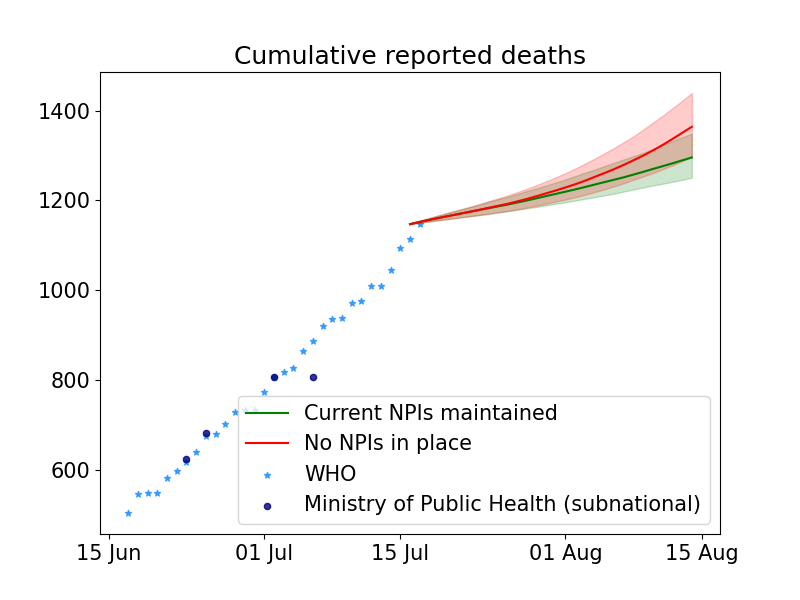 Cumulative reported deaths
1400
1200
1000
800
600
Current NPIs maintained
No NPIs in place
WHO
Ministry of Public Health (subnational)
15 Jun
01 Jul
15 Jul
01 Aug
15 Aug